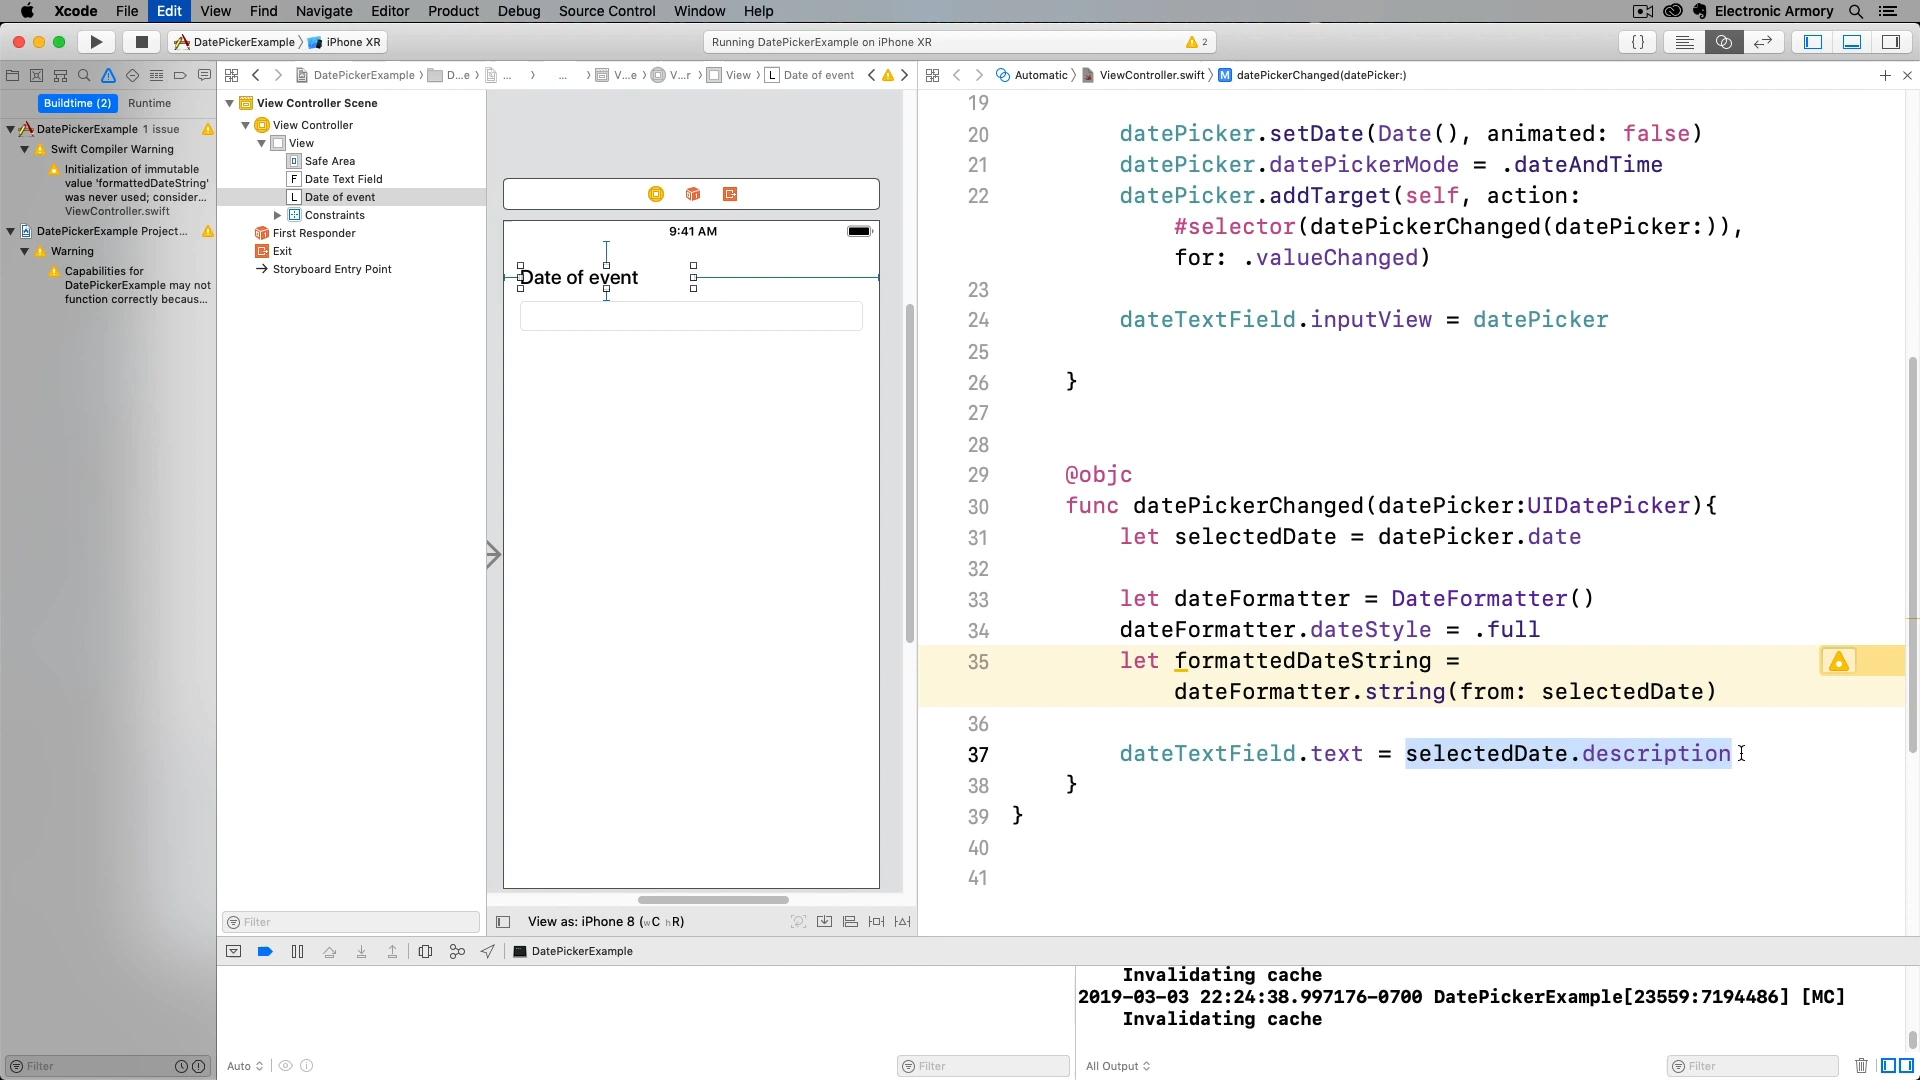 Xcode File Edit View Find Navigate Editor Product Debug Source Control Window Help
Electronic Armory
DatePickerExample iPhone XR
Running DatePickerExample on iPhone XR
2
{}
DatePickerExample D...e ... ... V...e V...r View L Date of event
Automatic ViewController.swift M datePickerChanged(datePicker:)
Buildtime (2) Runtime
DatePickerExample 1 issue
Swift Compiler Warning
Initialization of immutable
value 'formattedDateString'
was never used; consider...
ViewController.swift
DatePickerExample Project...
Warning
Capabilities for
DatePickerExample may not
function correctly becaus...
Filter
View Controller Scene
View Controller
View
Safe Area
F Date Text Field
L Date of event
Constraints
First Responder
Exit
Storyboard Entry Point
Filter
9:41 AM
Date of event
View as: iPhone 8 (wC hR)
19
20 datePicker.setDate(Date(), animated: false)
21 datePicker.datePickerMode = .dateAndTime
22 datePicker.addTarget(self, action:
#selector(datePickerChanged(datePicker:)),
for: .valueChanged)
23
24 dateTextField.inputView = datePicker
25
26 }
27
28
29 @objc
30 func datePickerChanged(datePicker:UIDatePicker){
31 let selectedDate = datePicker.date
32
33 let dateFormatter = DateFormatter()
34 dateFormatter.dateStyle = .full
35 let formattedDateString =
dateFormatter.string(from: selectedDate)
36
37 dateTextField.text = selectedDate.description
38 }
39 }
40
41
DatePickerExample
Invalidating cache
2019-03-03 22:24:38.997176-0700 DatePickerExample[23559:7194486] [MC]
Invalidating cache
Auto
Filter
All Output
Filter